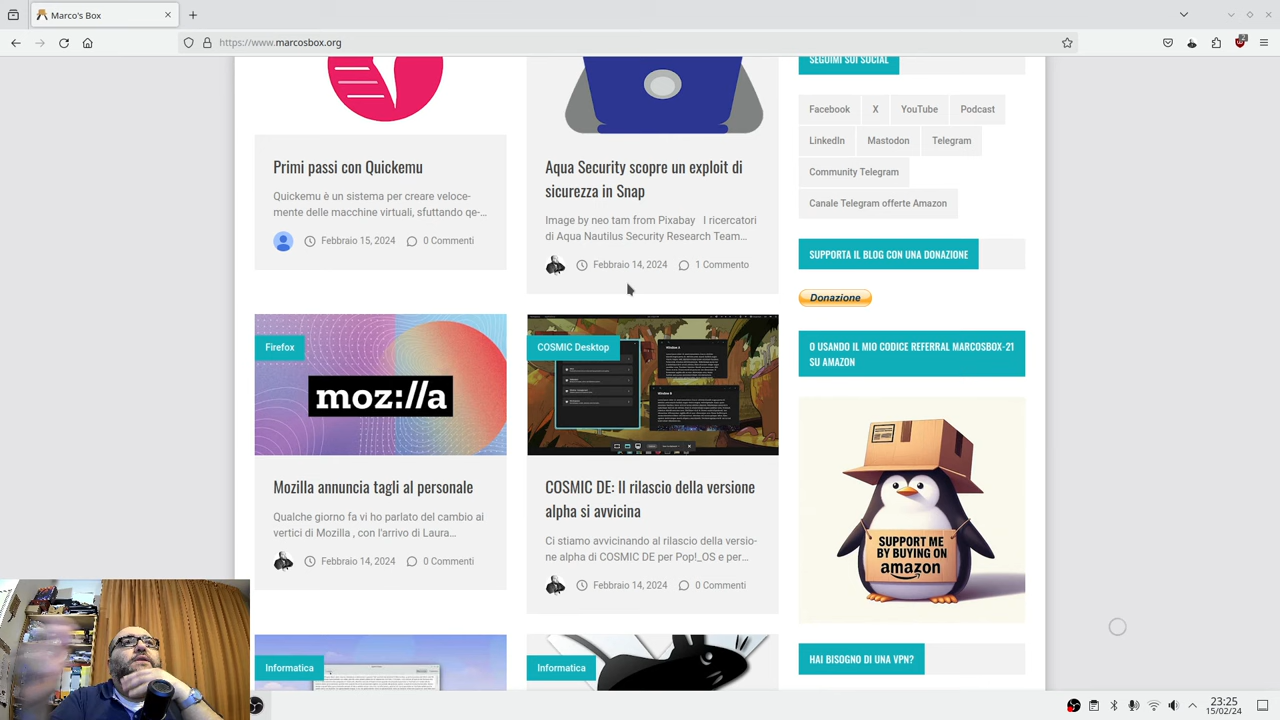 Marco's Box
https://www.marcosbox.org
SEGUIMI SUI SOCIAL
Facebook
X
YouTube
Podcast
LinkedIn
Mastodon
Telegram
Community Telegram
Canale Telegram offerte Amazon
Primi passi con Quickemu
Quickemu è un sistema per creare veloce-
mente delle macchine virtuali, sfuttando qe-...
Febbraio 15, 2024
0 Commenti
Aqua Security scopre un exploit di
sicurezza in Snap
Image by neo tam from Pixabay I ricercatori
di Aqua Nautilus Security Research Team...
Febbraio 14, 2024
1 Commento
SUPPORTA IL BLOG CON UNA DONAZIONE
Donazione
O USANDO IL MIO CODICE REFERRAL MARCOSBOX-21
SU AMAZON
SUPPORT ME
BY BUYING ON
amazon
HAI BISOGNO DI UNA VPN?
Firefox
moz://a
Mozilla annuncia tagli al personale
Qualche giorno fa vi ho parlato del cambio ai
vertici di Mozilla , con l'arrivo di Laura...
Febbraio 14, 2024
0 Commenti
COSMIC Desktop
COSMIC DE: Il rilascio della versione
alpha si avvicina
Ci stiamo avvicinando al rilascio della versio-
ne alpha di COSMIC DE per Pop!_OS e per...
Febbraio 14, 2024
0 Commenti
Informatica
Informatica
23:25
15/02/24